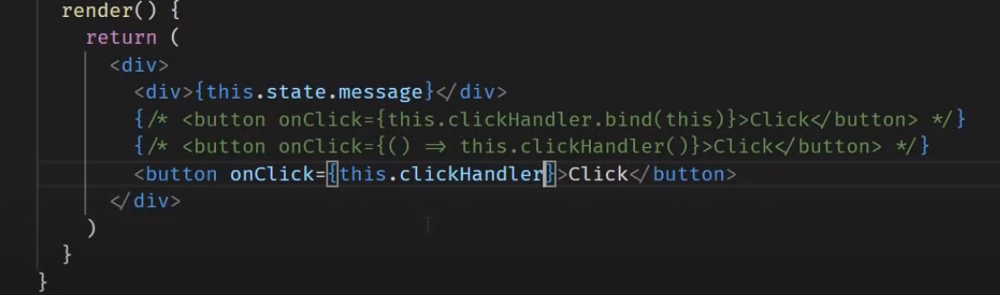 render() {
return (
<div>
<div>{this.state.message}</div>
{/* <button onClick={this.clickHandler.bind(this)}>Click</button> */}
{/* <button onClick={() => this.clickHandler()}>Click</button> */}
<button onClick={this.clickHandler}>Click</button>
</div>
)
}
}